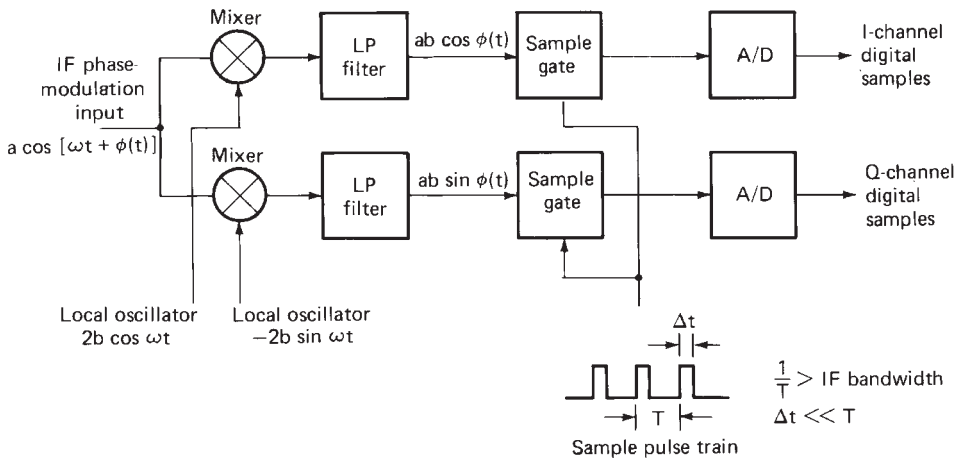 Mixer
IF phase-
modulation
input
a cos [ωt + ϕ(t)]
LP
filter
ab cos ϕ(t)
Sample
gate
A/D
I-channel
digital
samples
Mixer
LP
filter
ab sin ϕ(t)
Sample
gate
A/D
Q-channel
digital
samples
Local oscillator
2b cos ωt
Local oscillator
−2b sin ωt
Δt
T
Sample pulse train
1/T > IF bandwidth
Δt << T